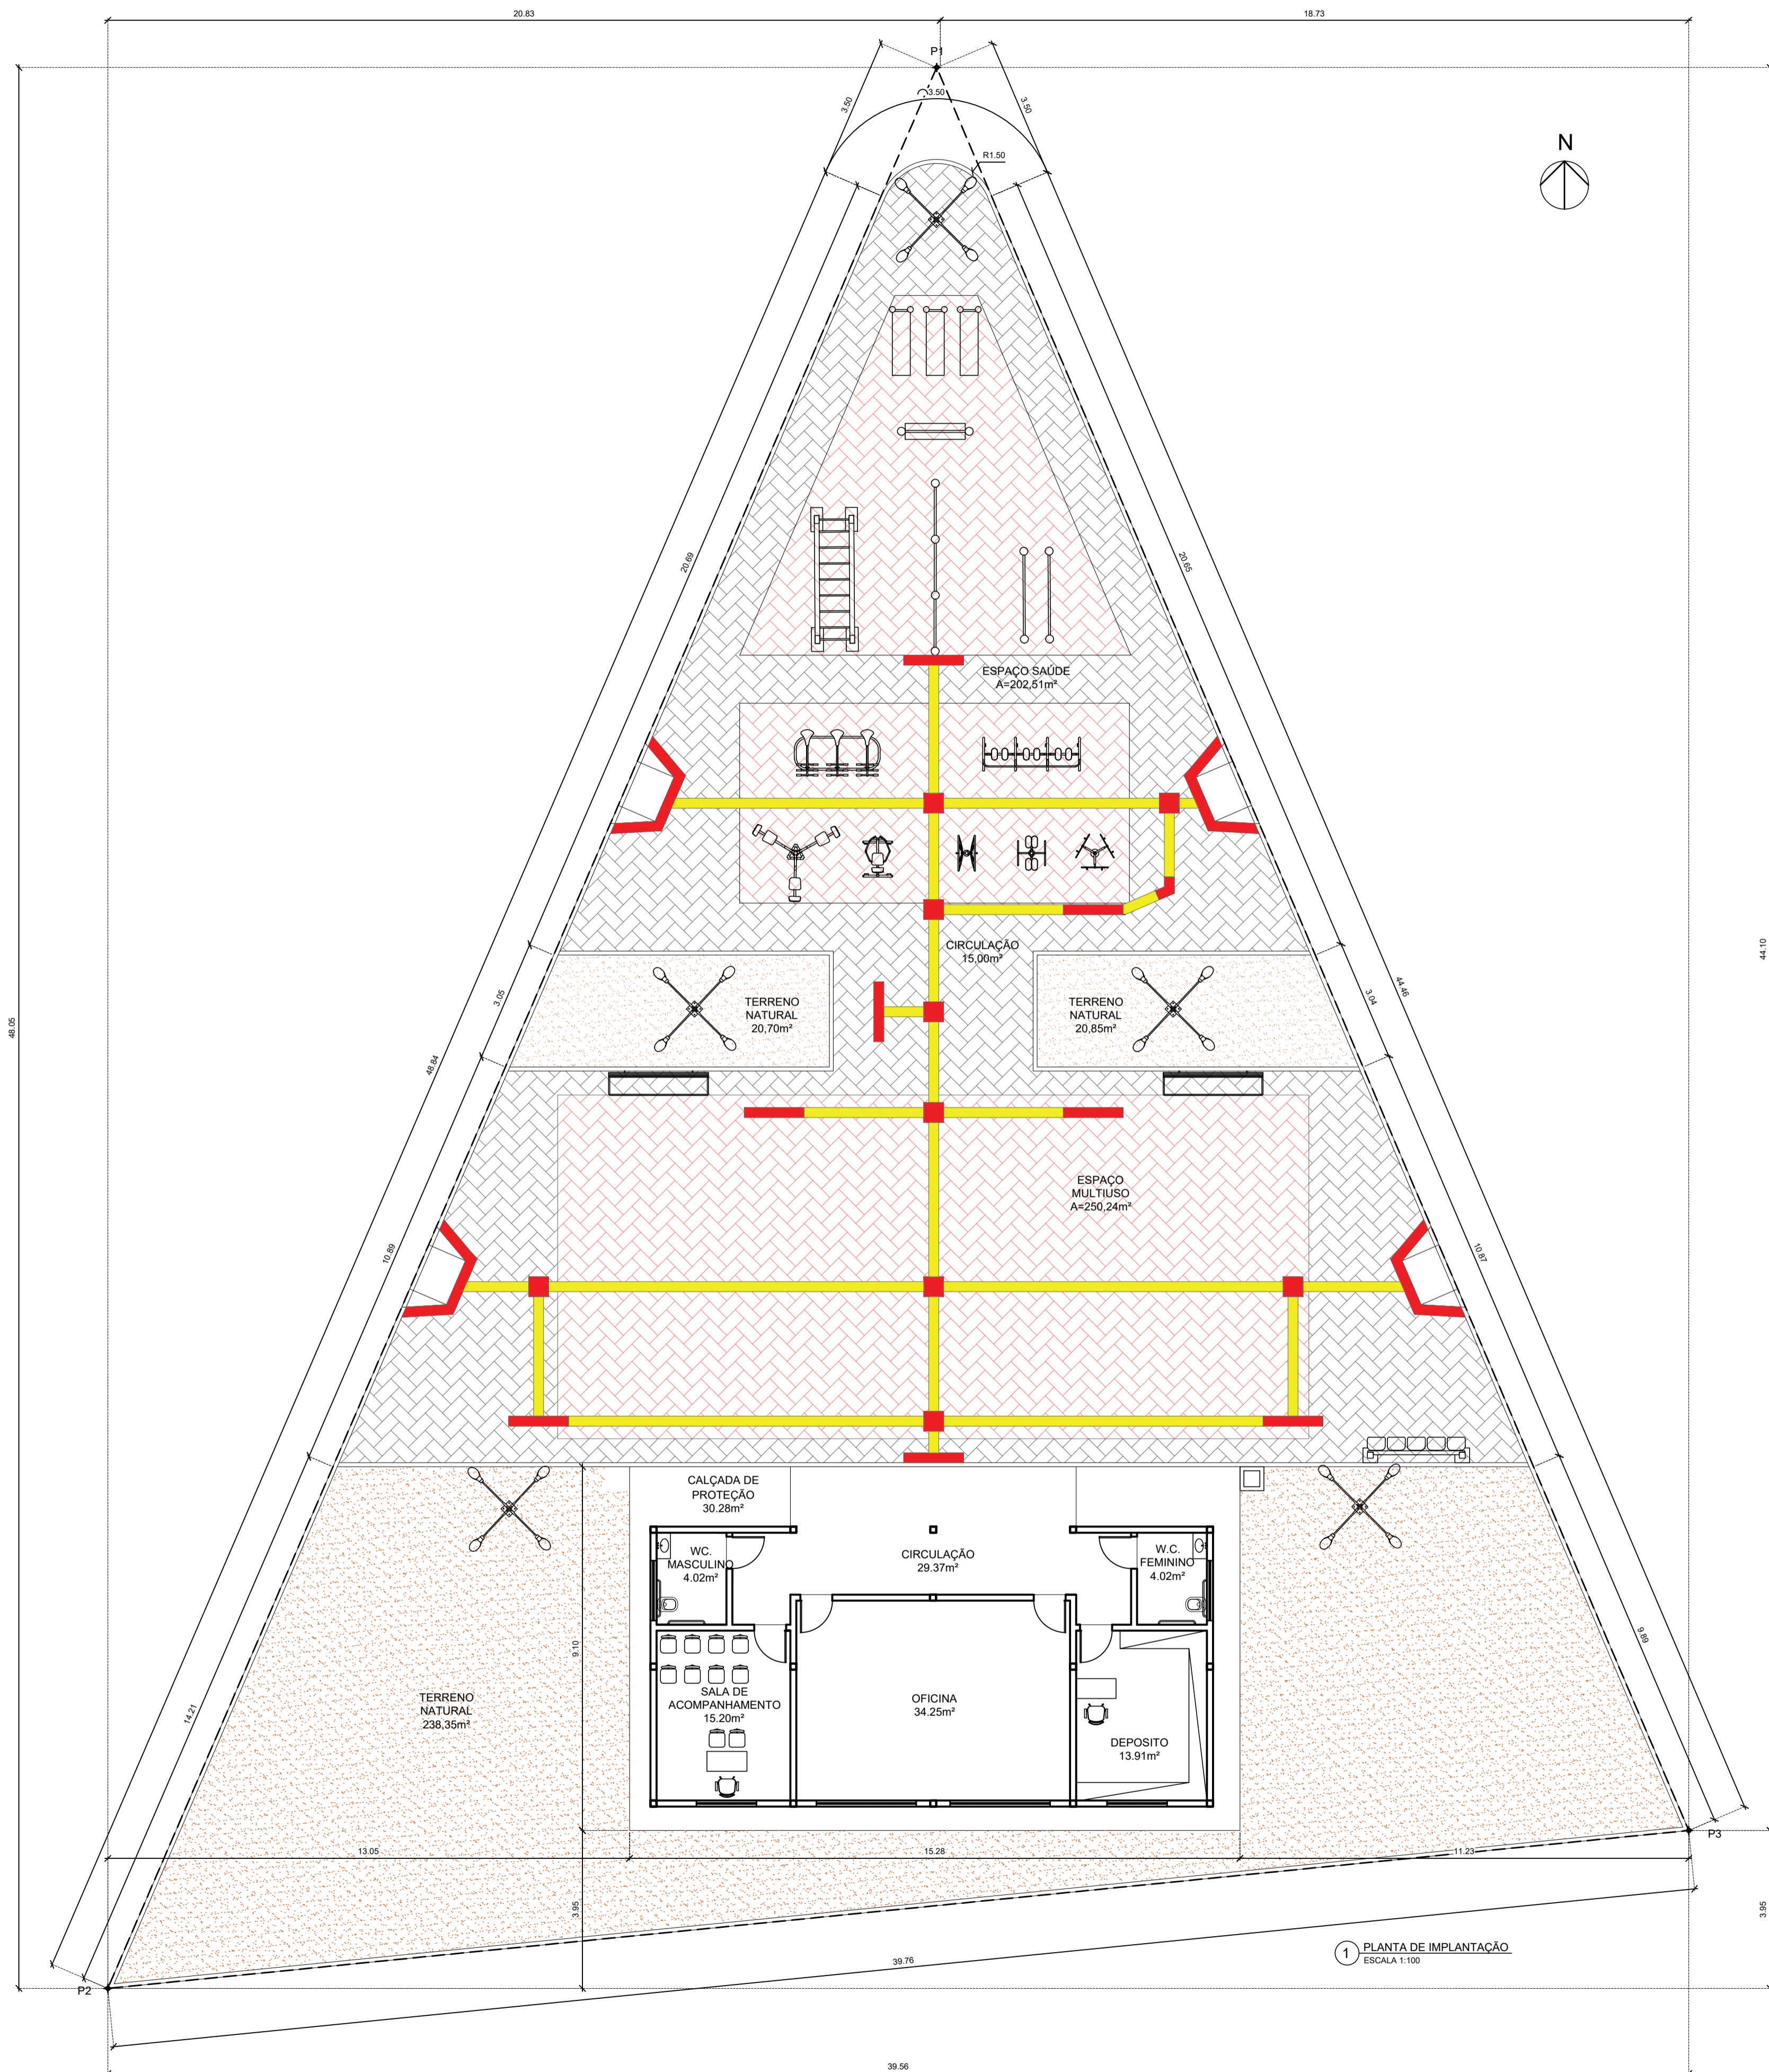 20.83
18.73
P1
3.50
3.50
3.50
R1.50
N
20.69
20.65
ESPAÇO SAÚDE
A=202,51m²
CIRCULAÇÃO
15,00m²
44.10
48.05
48.84
44.46
3.05
3.04
TERRENO
NATURAL
20,70m²
TERRENO
NATURAL
20,85m²
ESPAÇO
MULTIUSO
A=250,24m²
10.89
10.87
CALÇADA DE
PROTEÇÃO
30.28m²
WC.
MASCULINO
4.02m²
CIRCULAÇÃO
29.37m²
W.C.
FEMININO
4.02m²
9.10
9.89
14.21
TERRENO
NATURAL
238,35m²
SALA DE
ACOMPANHAMENTO
15.20m²
OFICINA
34.25m²
DEPOSITO
13.91m²
P3
13.05
15.28
11.23
3.95
3.95
P2
39.76
1
PLANTA DE IMPLANTAÇÃO
ESCALA 1:100
39.56